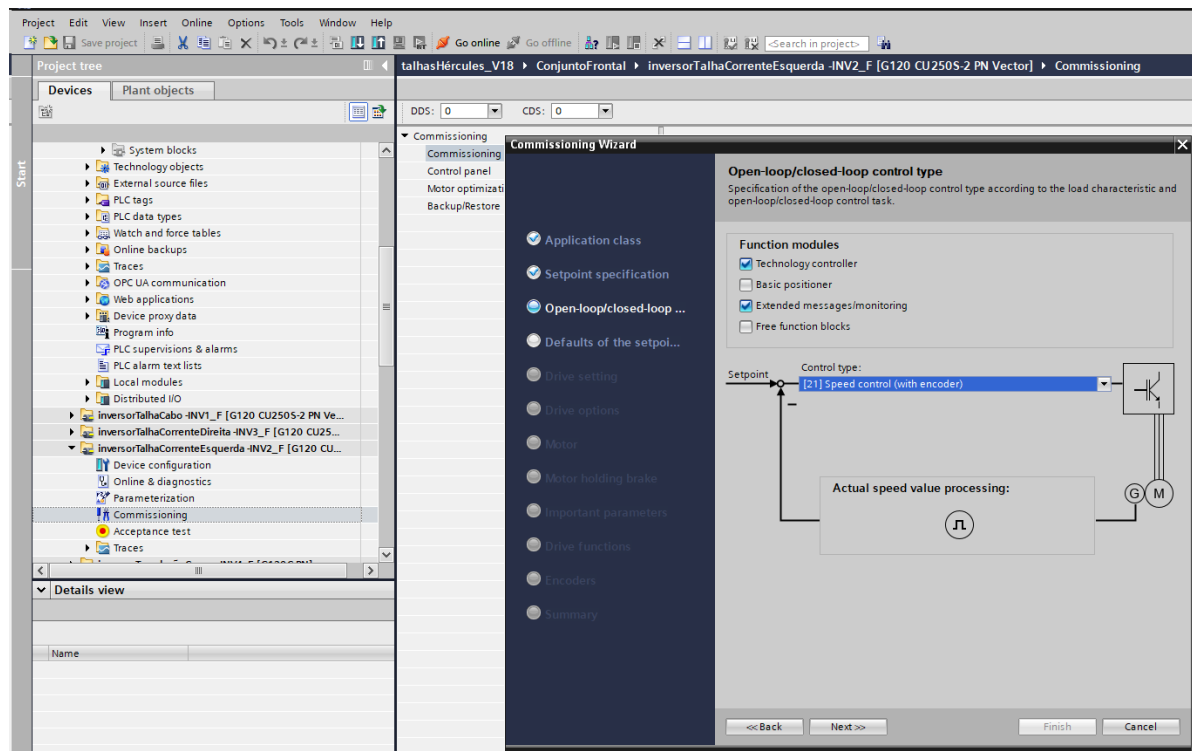 Project Edit View Insert Online Options Tools Window Help
Save project Go online Go offline <Search in project>
Project tree
talhasHércules_V18 ConjuntoFrontal inversorTalhaCorrenteEsquerda -INV2_F [G120 CU250S-2 PN Vector] Commissioning
Devices Plant objects
Start
System blocks
Technology objects
External source files
PLC tags
PLC data types
Watch and force tables
Online backups
Traces
OPC UA communication
Web applications
Device proxy data
Program info
PLC supervisions & alarms
PLC alarm text lists
Local modules
Distributed I/O
inversorTalhaCabo -INV1_F [G120 CU250S-2 PN Ve...
inversorTalhaCorrenteDireita -INV3_F [G120 CU25...
inversorTalhaCorrenteEsquerda -INV2_F [G120 CU...
Device configuration
Online & diagnostics
Parameterization
Commissioning
Acceptance test
Traces
Details view
Name
DDS: 0 CDS: 0
Commissioning
Commissioning
Control panel
Motor optimizati
Backup/Restore
Commissioning Wizard
Application class
Setpoint specification
Open-loop/closed-loop ...
Defaults of the setpoi...
Drive setting
Drive options
Motor
Motor holding brake
Important parameters
Drive functions
Encoders
Summary
Open-loop/closed-loop control type
Specification of the open-loop/closed-loop control type according to the load characteristic and
open-loop/closed-loop control task.
Function modules
Technology controller
Basic positioner
Extended messages/monitoring
Free function blocks
Setpoint
Control type:
[21] Speed control (with encoder)
Actual speed value processing:
G M
<<Back Next>> Finish Cancel